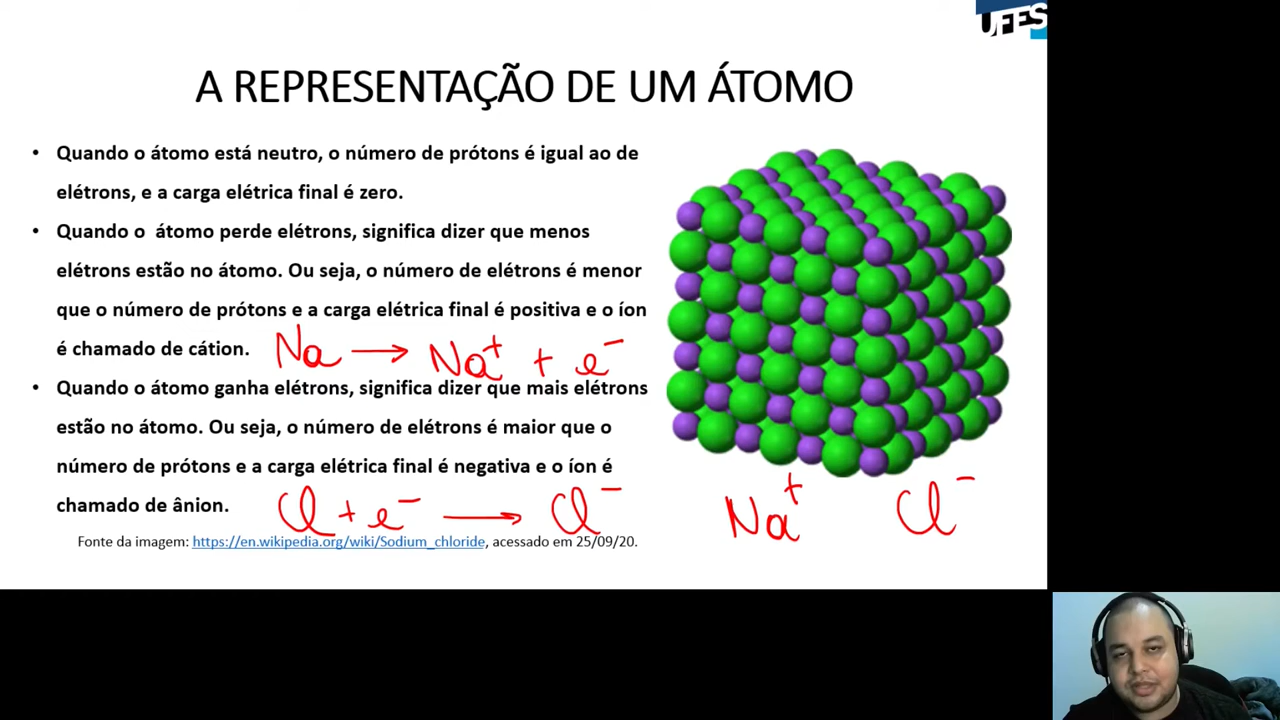 UFES
A REPRESENTAÇÃO DE UM ÁTOMO
• Quando o átomo está neutro, o número de prótons é igual ao de
elétrons, e a carga elétrica final é zero.
• Quando o átomo perde elétrons, significa dizer que menos
elétrons estão no átomo. Ou seja, o número de elétrons é menor
que o número de prótons e a carga elétrica final é positiva e o íon
é chamado de cátion. Na → Na⁺ + e⁻
• Quando o átomo ganha elétrons, significa dizer que mais elétrons
estão no átomo. Ou seja, o número de elétrons é maior que o
número de prótons e a carga elétrica final é negativa e o íon é
chamado de ânion. Cl + e⁻ → Cl⁻
Na⁺ Cl⁻
Fonte da imagem: https://en.wikipedia.org/wiki/Sodium_chloride, acessado em 25/09/20.